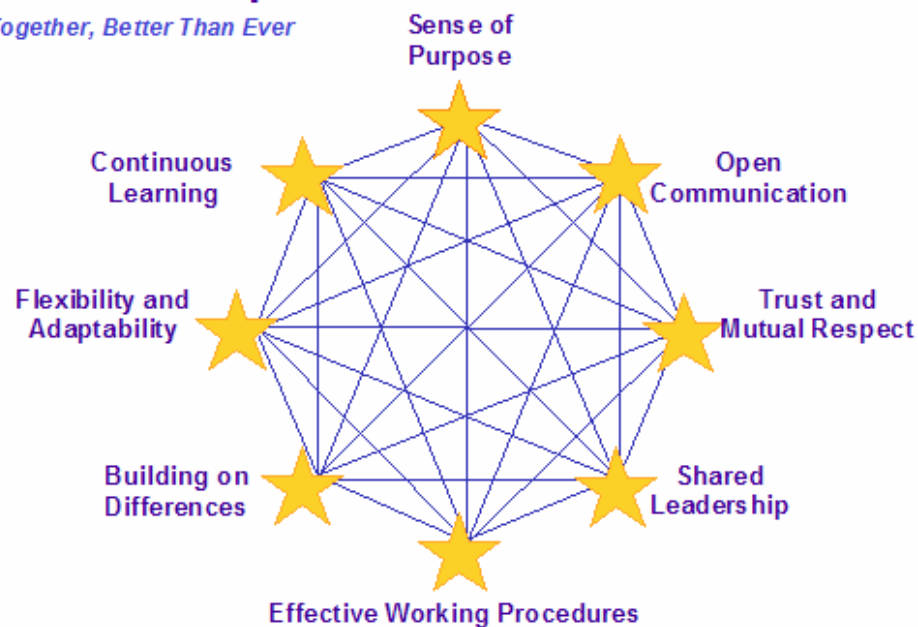 Together, Better Than Ever
Sense of
Purpose
Continuous
Learning
Open
Communication
Flexibility and
Adaptability
Trust and
Mutual Respect
Building on
Differences
Shared
Leadership
Effective Working Procedures